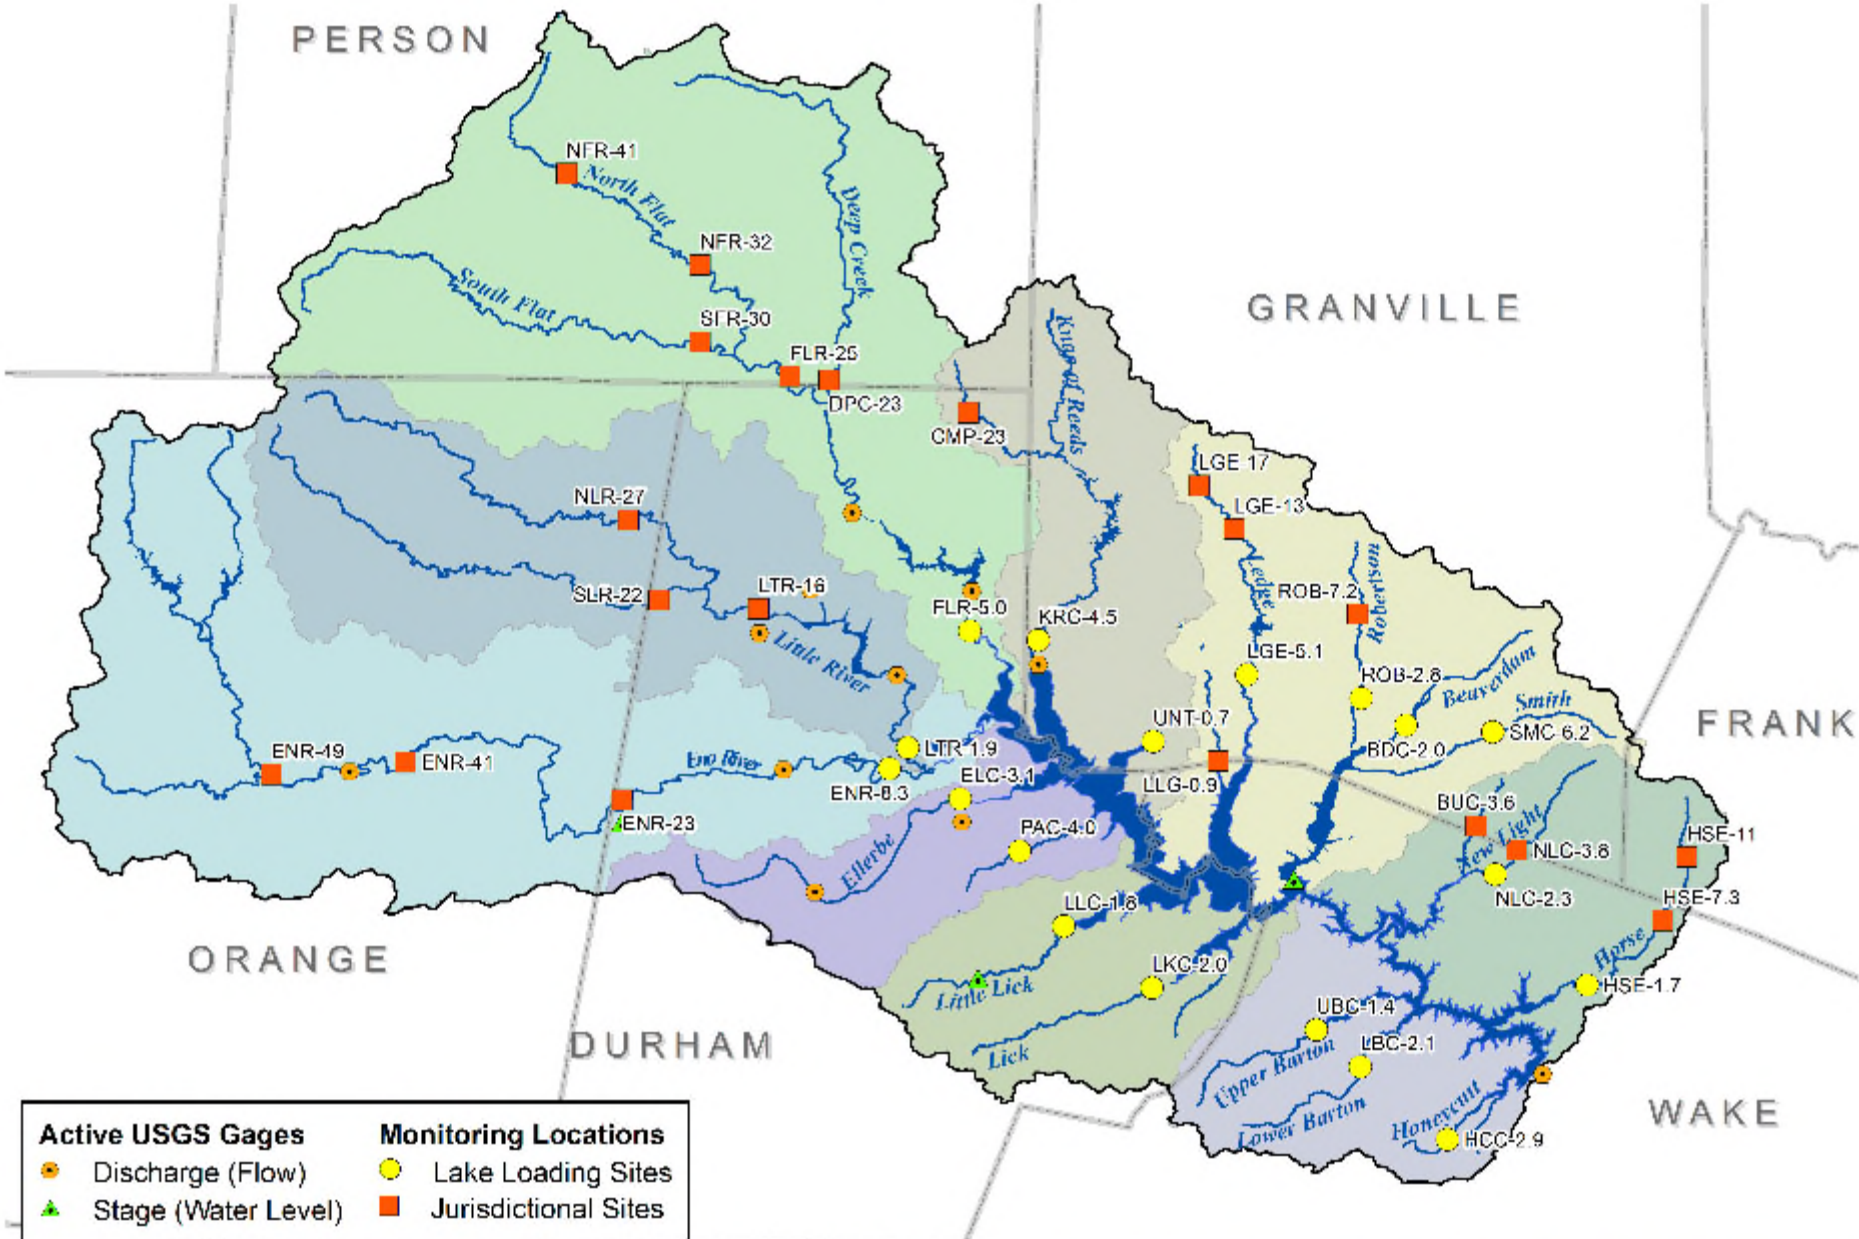 PERSON
NFR-41
North Flat
Deep Creek
NFR-32
South Flat
SFR-30
GRANVILLE
Knap of Reeds
FLR-25
DPC-23
CMP-23
LGE-17
NLR-27
LGE-13
Ledge
Robertson
SLR-22
LTR-16
FLR-5.0
KRC-4.5
ROB-7.2
Little River
LGE-5.1
ROB-2.8
Beaverdam
Smith
UNT-0.7
FRANK
ENR-49
ENR-41
Eno River
LTR-1.9
BDC-2.0
SMC-6.2
ENR-8.3
ELC-3.1
LLG-0.9
BUC-3.6
ENR-23
PAC-4.0
New Light
NLC-3.8
HSE-11
Ellerbe
NLC-2.3
HSE-7.3
LLC-1.8
ORANGE
LKC-2.0
Horse
Little Lick
HSE-1.7
UBC-1.4
DURHAM
Lick
LBC-2.1
Upper Barton
Lower Barton
Honeycutt
HCC-2.9
WAKE
Active USGS Gages
Discharge (Flow)
Stage (Water Level)
Monitoring Locations
Lake Loading Sites
Jurisdictional Sites